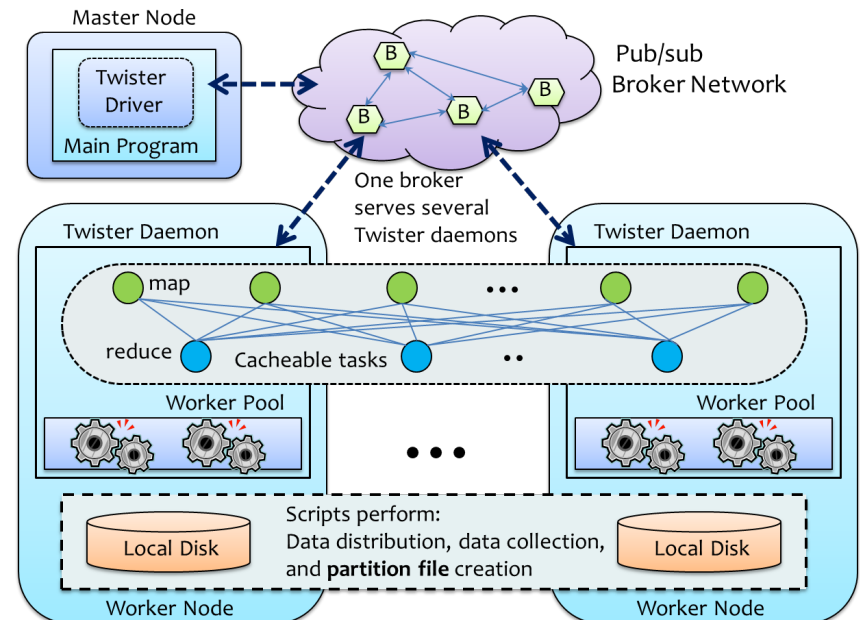 Master Node
Twister
Driver
Main Program
B
B
B
B
Pub/sub
Broker Network
One broker
serves several
Twister daemons
Twister Daemon
Twister Daemon
map
reduce
Cacheable tasks
Worker Pool
Worker Pool
Scripts perform:
Data distribution, data collection,
and partition file creation
Local Disk
Local Disk
Worker Node
Worker Node